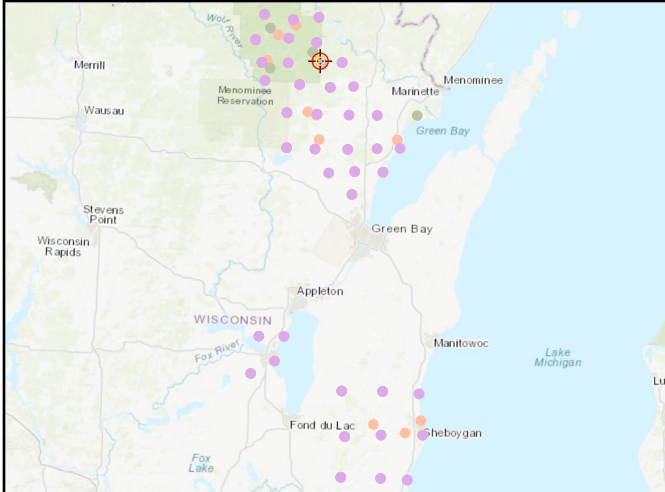 Wolf
River
Merrill
Menominee
Menominee
Reservation
Marinette
Wausau
Green Bay
Stevens
Point
Green Bay
Wisconsin
Rapids
Appleton
WISCONSIN
Manitowoc
Fox River
Lake
Michigan
Lu
Fond du Lac
Sheboygan
Fox
Lake